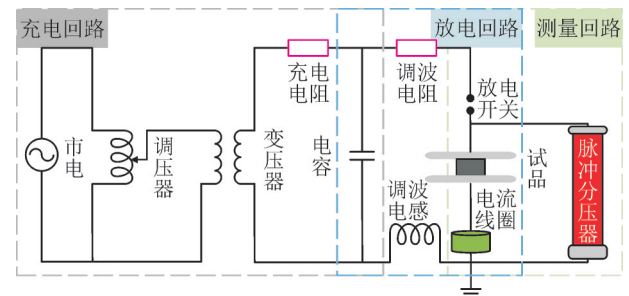 充电回路
放电回路
测量回路
充电
电阻
调波
电阻
放电
开关
市
电
调
压
器
变
压
器
电
容
调波
电感
电流
线圈
试
品
脉
冲
分
压
器